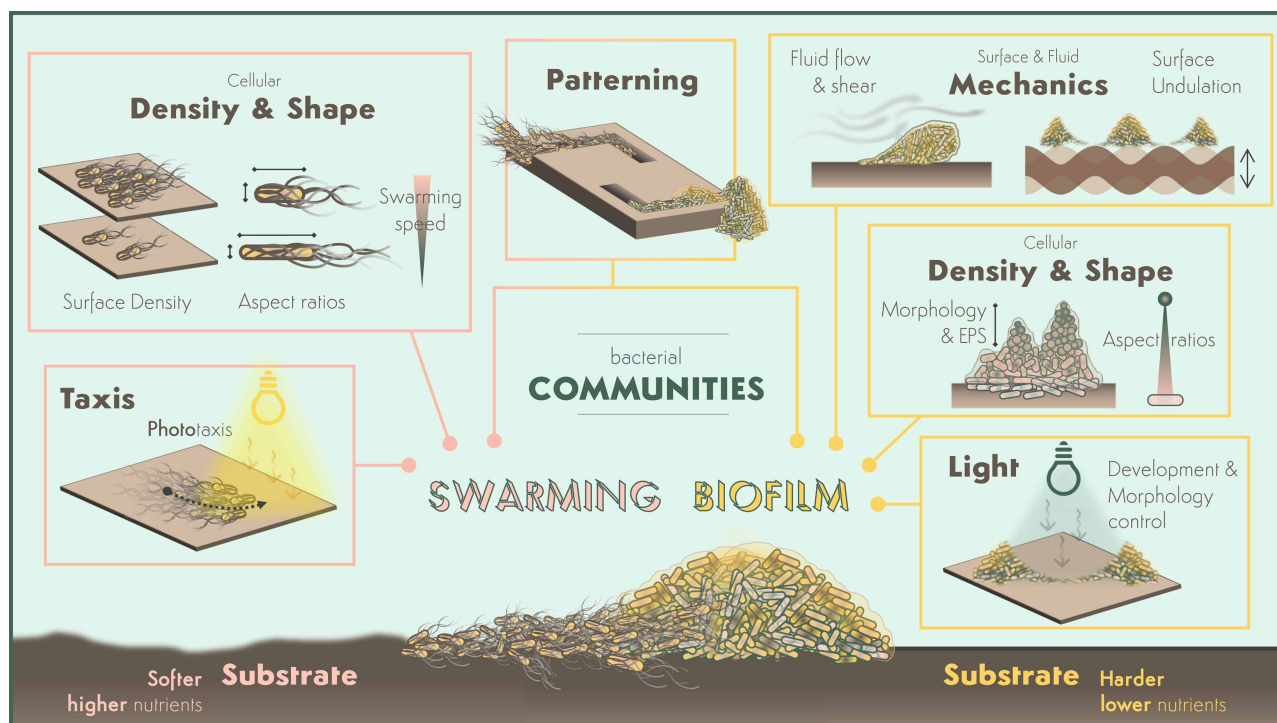 Cellular
Density & Shape
Surface Density
Aspect ratios
Swarming
speed
Patterning
Surface & Fluid
Mechanics
Fluid flow
& shear
Surface
Undulation
Cellular
Density & Shape
Morphology
& EPS
Aspect ratios
Taxis
Phototaxis
bacterial
COMMUNITIES
SWARMING
BIOFILM
Light
Development &
Morphology
control
Softer
higher nutrients
Substrate
Substrate
Harder
lower nutrients